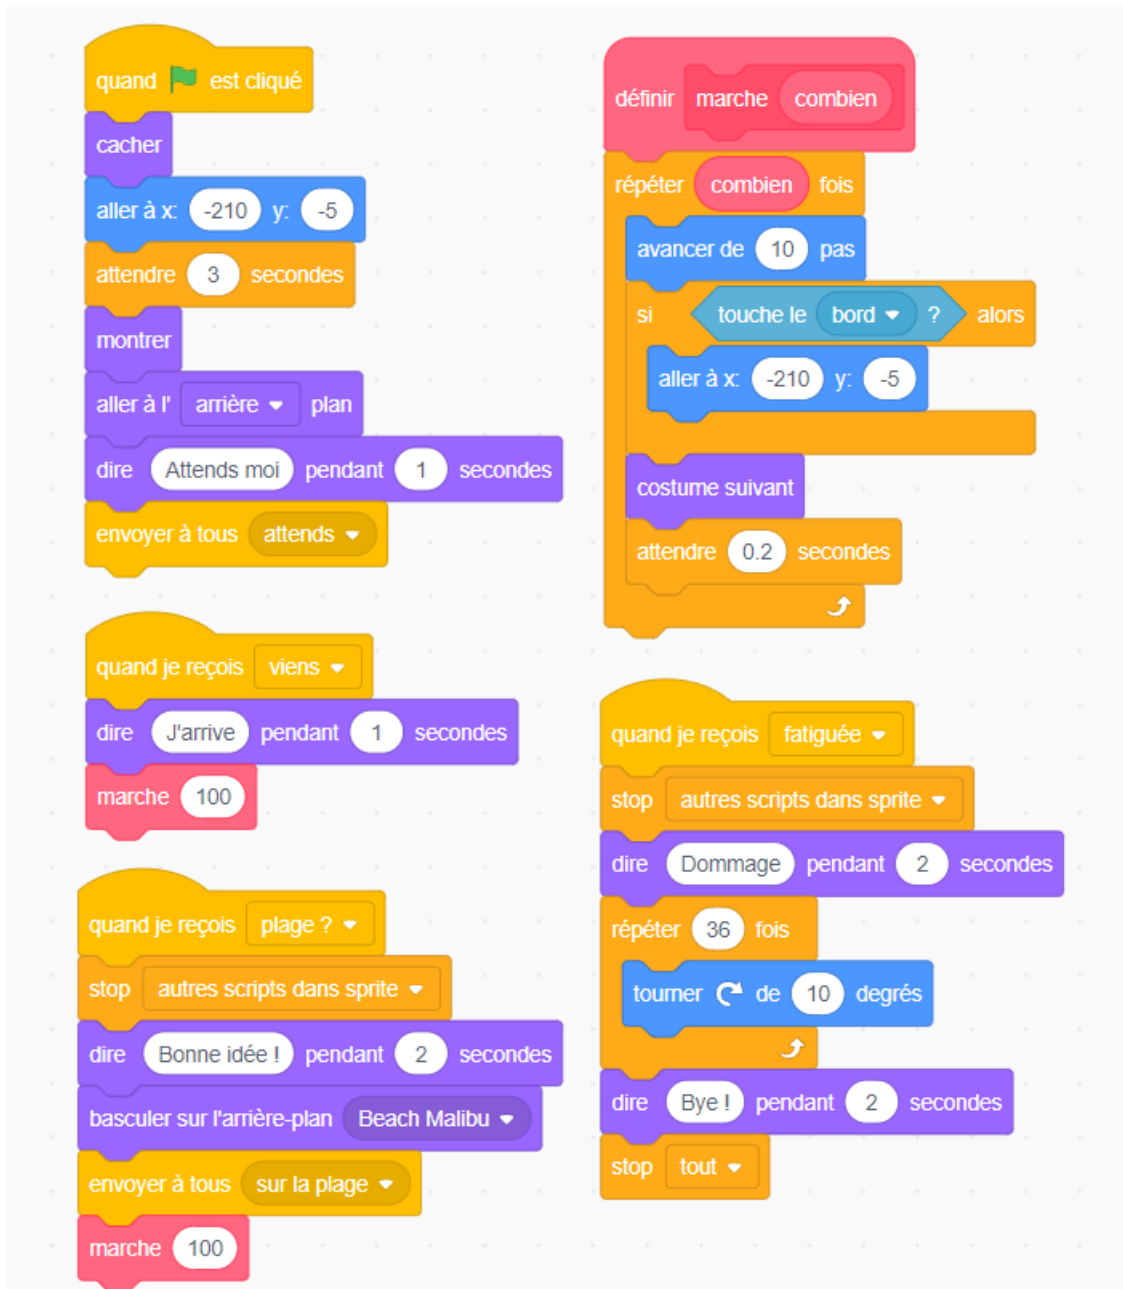 quand est cliqué
cacher
aller à x: -210 y: -5
attendre 3 secondes
montrer
aller à l' arrière plan
dire Attends moi pendant 1 secondes
envoyer à tous attends
quand je reçois viens
dire J'arrive pendant 1 secondes
marche 100
quand je reçois plage ?
stop autres scripts dans sprite
dire Bonne idée ! pendant 2 secondes
basculer sur l'arrière-plan Beach Malibu
envoyer à tous sur la plage
marche 100
définir marche combien
répéter combien fois
avancer de 10 pas
si touche le bord ? alors
aller à x: -210 y: -5
costume suivant
attendre 0.2 secondes
quand je reçois fatiguée
stop autres scripts dans sprite
dire Dommage pendant 2 secondes
répéter 36 fois
tourner de 10 degrés
dire Bye ! pendant 2 secondes
stop tout